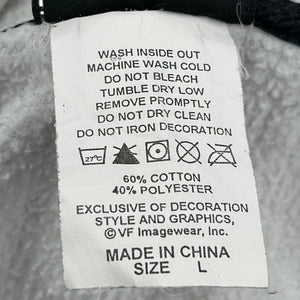 WASH INSIDE OUT
MACHINE WASH COLD
DO NOT BLEACH
TUMBLE DRY LOW
REMOVE PROMPTLY
DO NOT DRY CLEAN
DO NOT IRON DECORATION
27°C
60% COTTON
40% POLYESTER
EXCLUSIVE OF DECORATION
STYLE AND GRAPHICS,
©VF Imagewear, Inc.
MADE IN CHINA
SIZE L